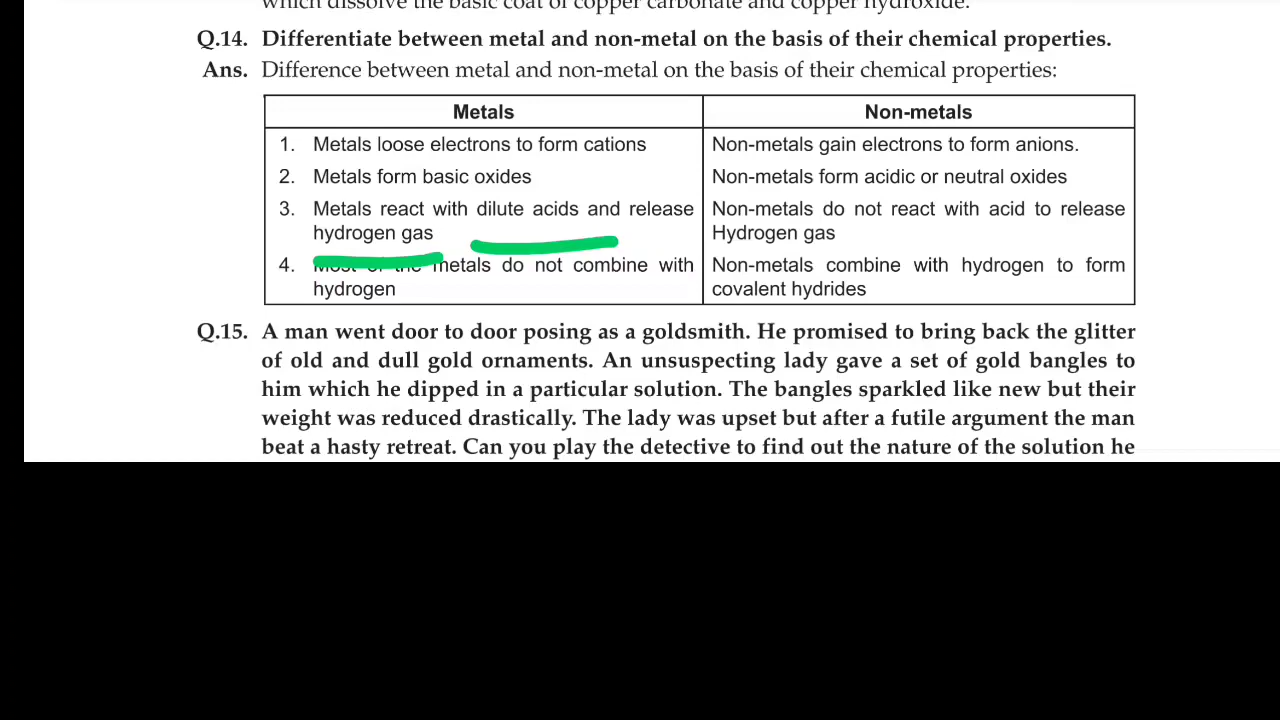 which dissolve the basic coat of copper carbonate and copper hydroxide.
Q.14. Differentiate between metal and non-metal on the basis of their chemical properties.
Ans. Difference between metal and non-metal on the basis of their chemical properties:
Metals Non-metals
1. Metals loose electrons to form cations Non-metals gain electrons to form anions.
2. Metals form basic oxides Non-metals form acidic or neutral oxides
3. Metals react with dilute acids and release Non-metals do not react with acid to release
hydrogen gas Hydrogen gas
4. Most of the metals do not combine with Non-metals combine with hydrogen to form
hydrogen covalent hydrides
Q.15. A man went door to door posing as a goldsmith. He promised to bring back the glitter
of old and dull gold ornaments. An unsuspecting lady gave a set of gold bangles to
him which he dipped in a particular solution. The bangles sparkled like new but their
weight was reduced drastically. The lady was upset but after a futile argument the man
beat a hasty retreat. Can you play the detective to find out the nature of the solution he